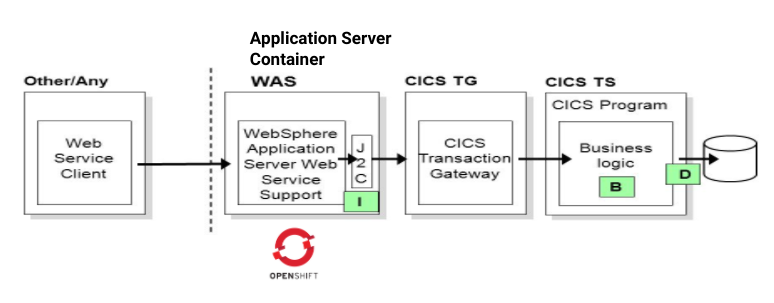 Application Server
Container
Other/Any
WAS
CICS TG
CICS TS
Web
Service
Client
WebSphere
Application
Server Web
Service
Support
J
2
C
I
CICS
Transaction
Gateway
CICS Program
Business
logic
B
D
OPENSHIFT